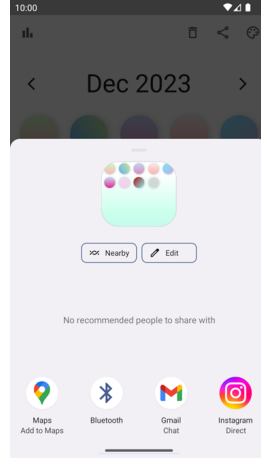 10:00
Dec 2023
Nearby
Edit
No recommended people to share with
Maps
Add to Maps
Bluetooth
Gmail
Chat
Instagram
Direct